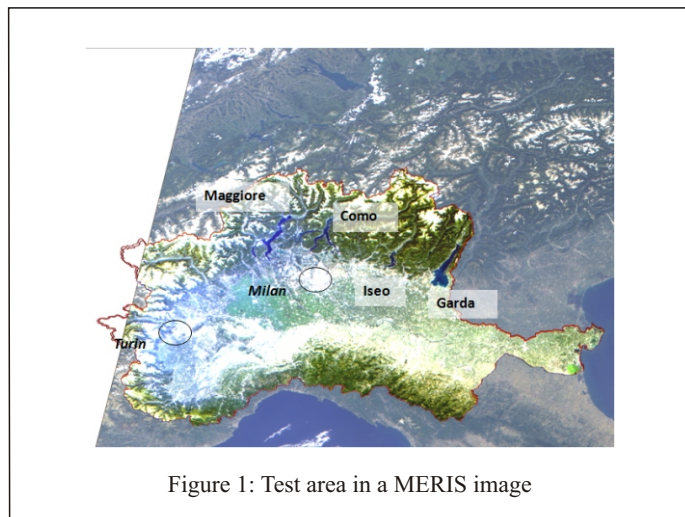 Maggiore
Como
Milan
Iseo
Garda
Turin
Figure 1: Test area in a MERIS image